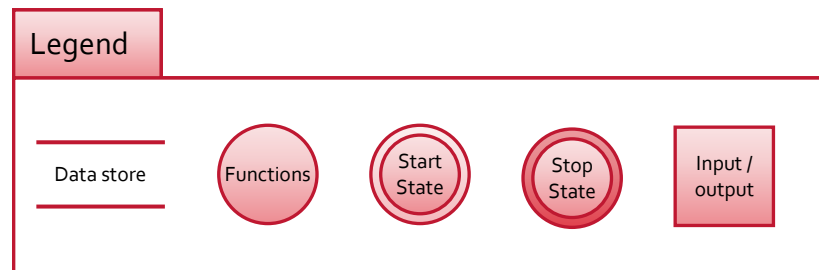 Legend
Data store
Functions
Start
State
Stop
State
Input /
output